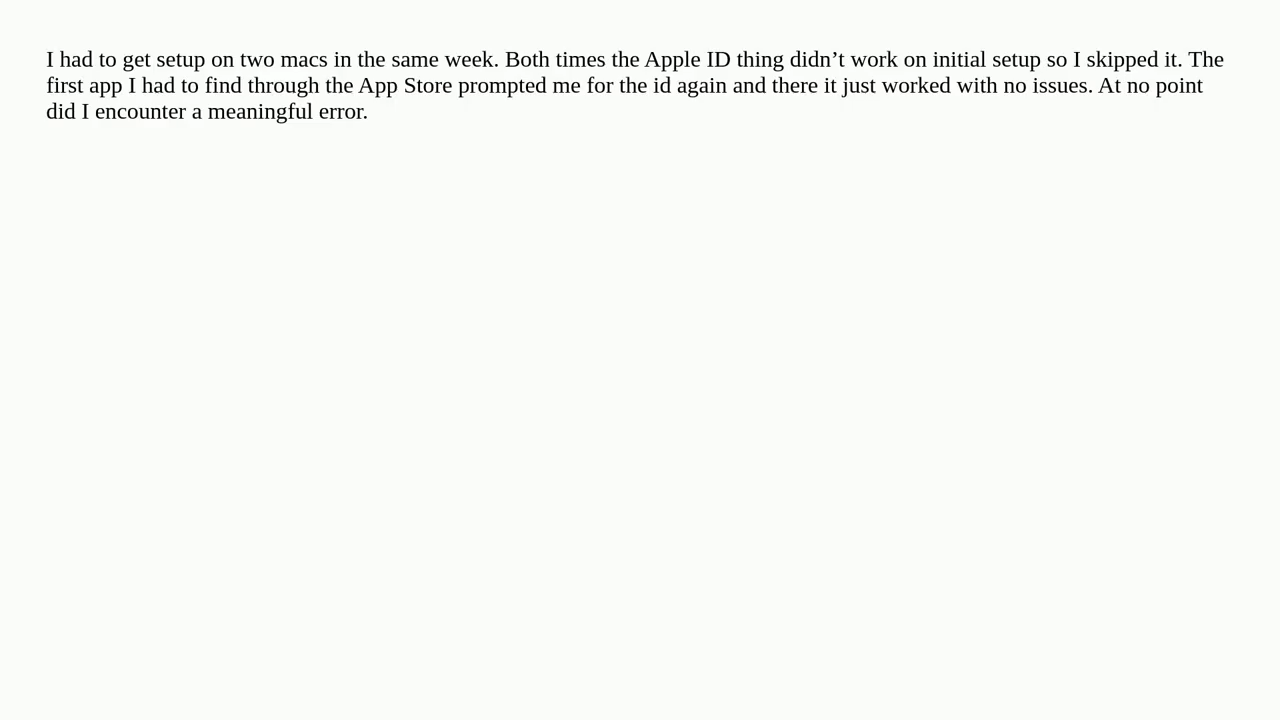 I had to get setup on two macs in the same week. Both times the Apple ID thing didn’t work on initial setup so I skipped it. The
first app I had to find through the App Store prompted me for the id again and there it just worked with no issues. At no point
did I encounter a meaningful error.